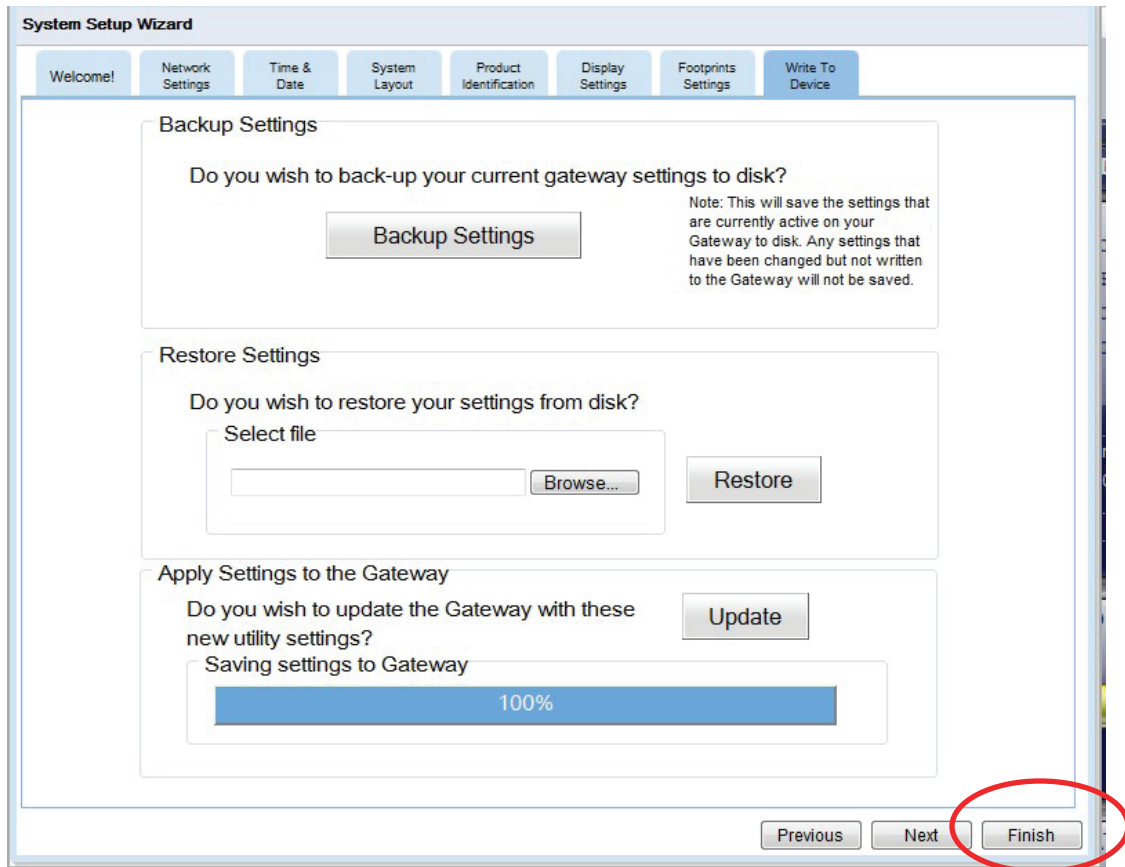 System Setup Wizard
Welcome!
Network
Settings
Time &
Date
System
Layout
Product
Identification
Display
Settings
Footprints
Settings
Write To
Device
Backup Settings
Do you wish to back-up your current gateway settings to disk?
Backup Settings
Note: This will save the settings that
are currently active on your
Gateway to disk. Any settings that
have been changed but not written
to the Gateway will not be saved.
Restore Settings
Do you wish to restore your settings from disk?
Select file
Browse...
Restore
Apply Settings to the Gateway
Do you wish to update the Gateway with these
new utility settings?
Update
Saving settings to Gateway
100%
Previous
Next
Finish